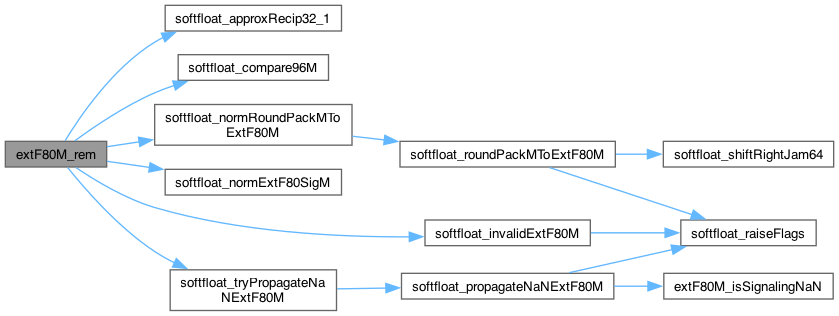 softfloat_approxRecip32_1
softfloat_compare96M
softfloat_normRoundPackMTo
ExtF80M
extF80M_rem
softfloat_roundPackMToExtF80M
softfloat_shiftRightJam64
softfloat_normExtF80SigM
softfloat_invalidExtF80M
softfloat_raiseFlags
softfloat_tryPropagateNa
NExtF80M
softfloat_propagateNaNExtF80M
extF80M_isSignalingNaN